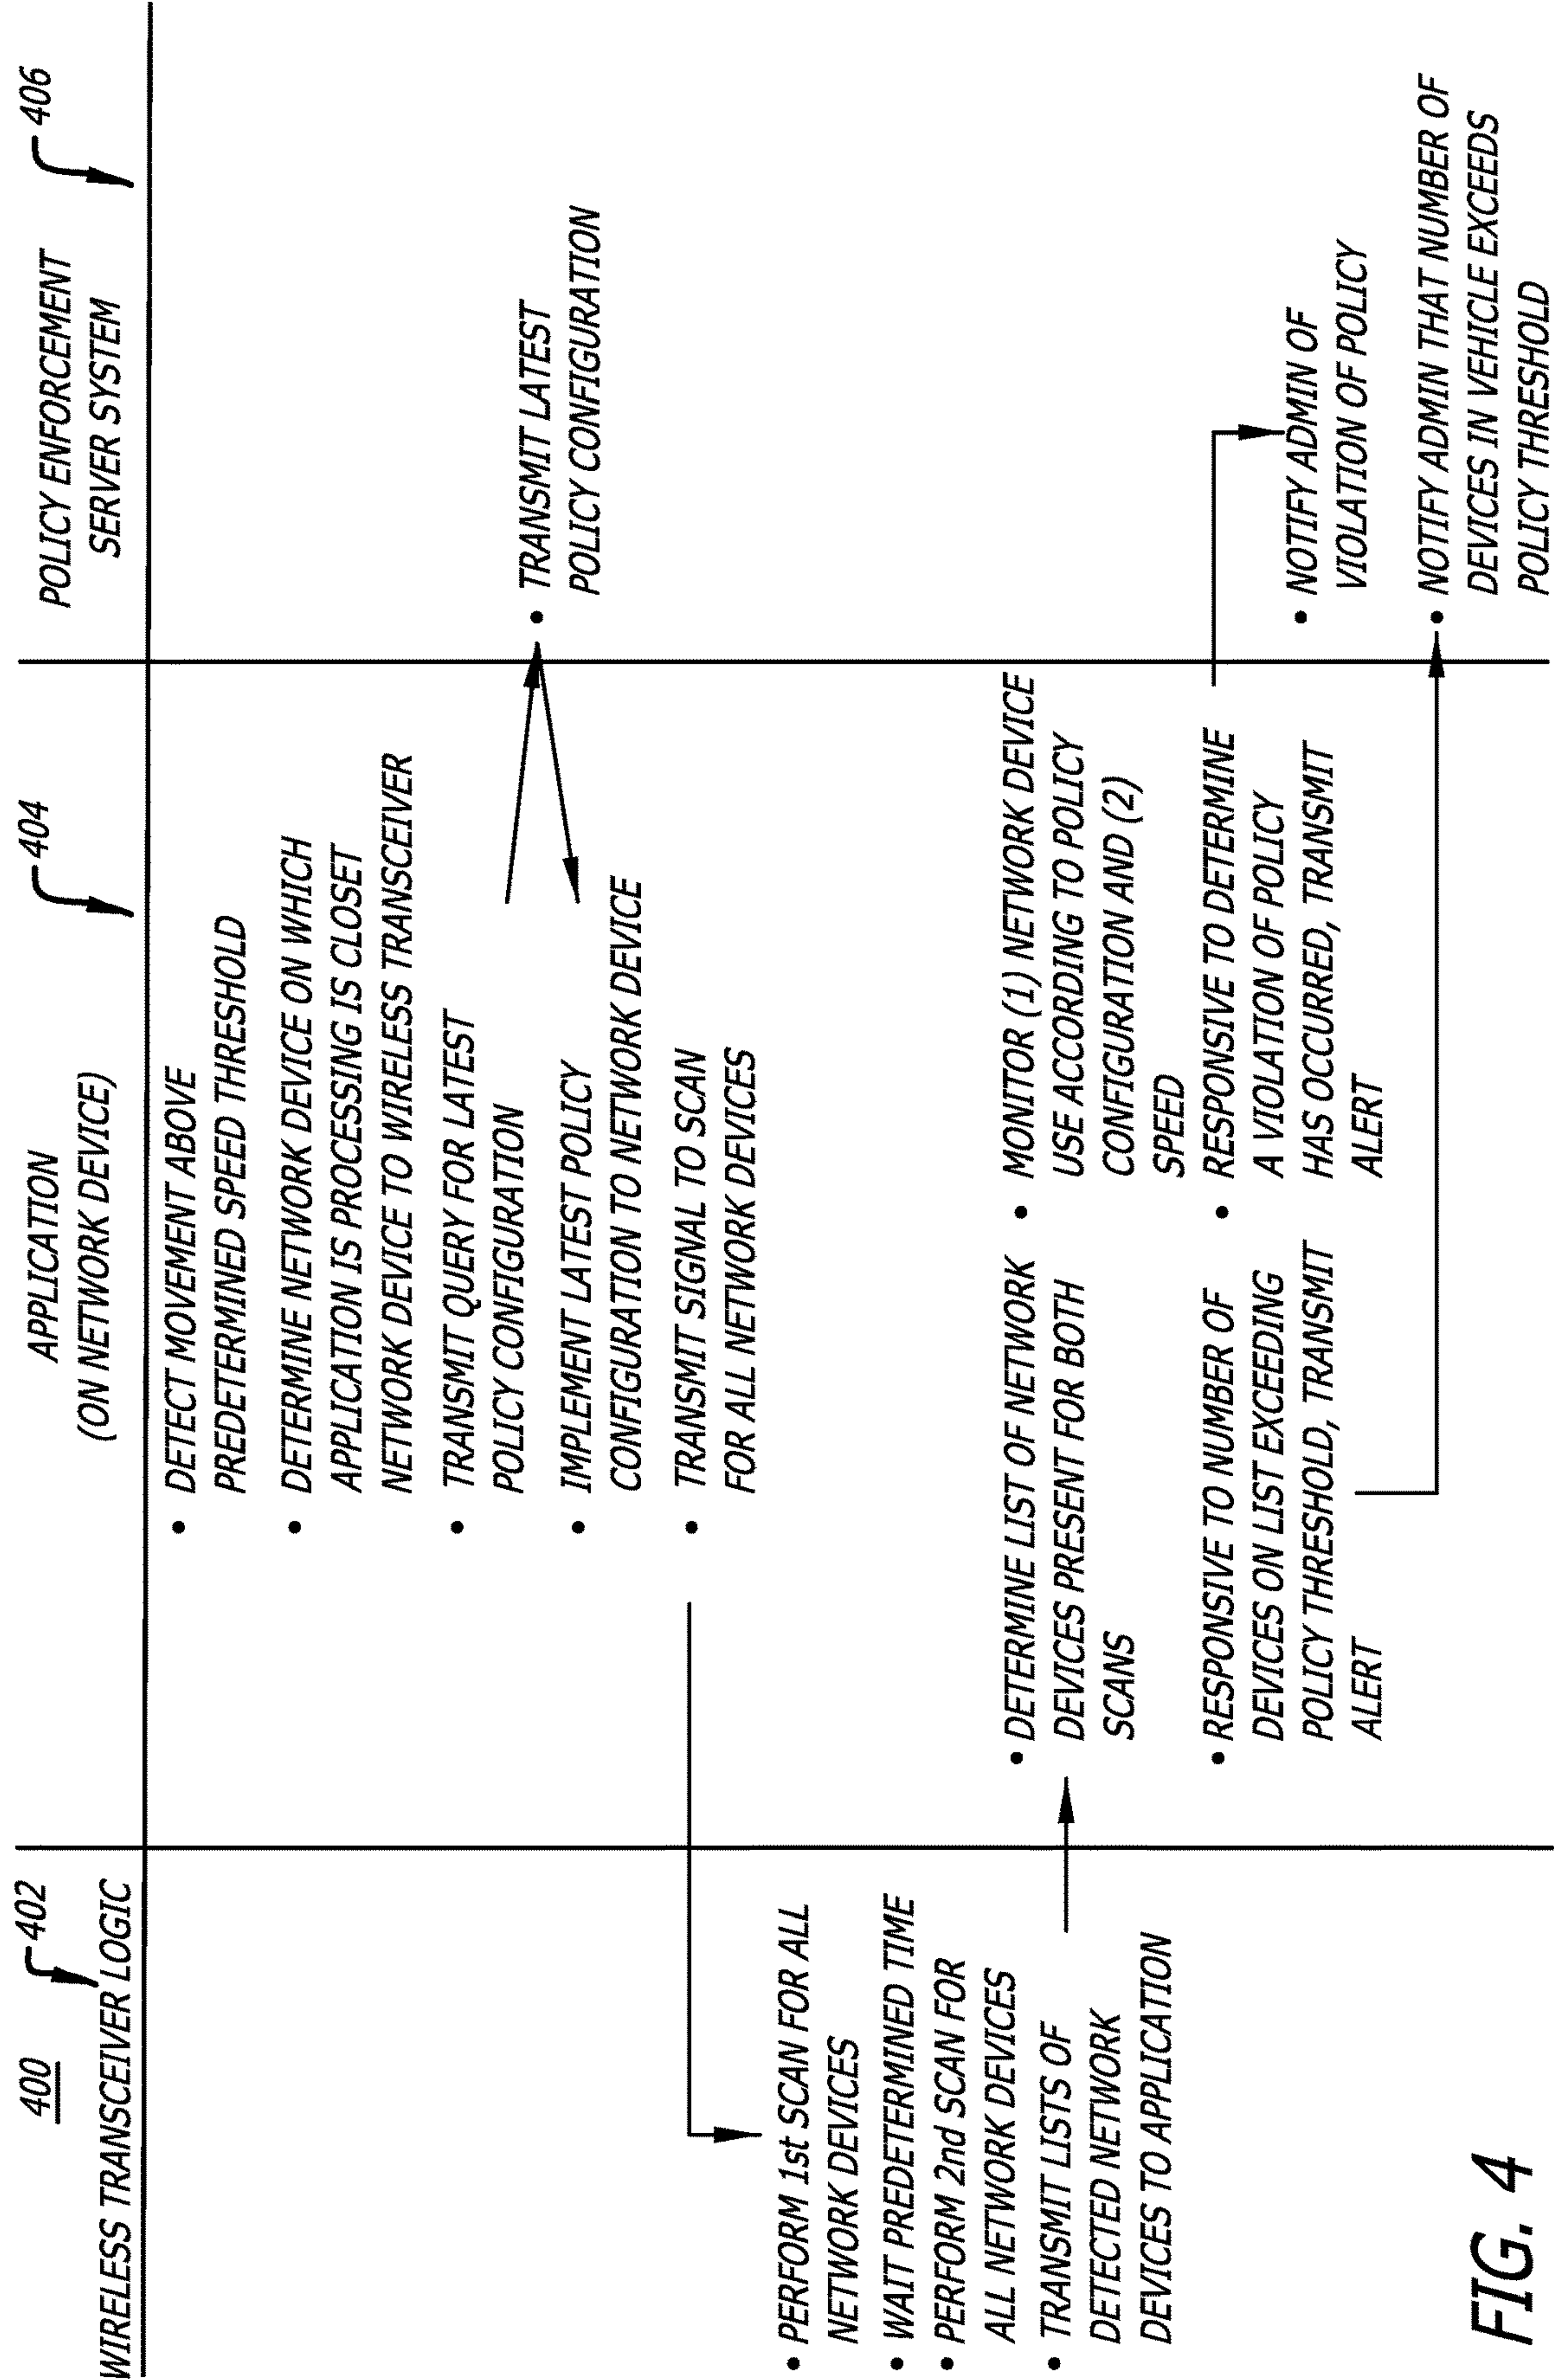 400
402
WIRELESS TRANSCEIVER LOGIC
APPLICATION
(ON NETWORK DEVICE)
404
POLICY ENFORCEMENT
SERVER SYSTEM
406
• DETECT MOVEMENT ABOVE
PREDETERMINED SPEED THRESHOLD
• DETERMINE NETWORK DEVICE ON WHICH
APPLICATION IS PROCESSING IS CLOSET
NETWORK DEVICE TO WIRELESS TRANSCEIVER
• TRANSMIT QUERY FOR LATEST
POLICY CONFIGURATION
• TRANSMIT LATEST
POLICY CONFIGURATION
• IMPLEMENT LATEST POLICY
CONFIGURATION TO NETWORK DEVICE
• TRANSMIT SIGNAL TO SCAN
FOR ALL NETWORK DEVICES
• PERFORM 1st SCAN FOR ALL
NETWORK DEVICES
• WAIT PREDETERMINED TIME
• PERFORM 2nd SCAN FOR
ALL NETWORK DEVICES
• TRANSMIT LISTS OF
DETECTED NETWORK
DEVICES TO APPLICATION
• DETERMINE LIST OF NETWORK
DEVICES PRESENT FOR BOTH
SCANS
• RESPONSIVE TO NUMBER OF
DEVICES ON LIST EXCEEDING
POLICY THRESHOLD, TRANSMIT
ALERT
• MONITOR (1) NETWORK DEVICE
USE ACCORDING TO POLICY
CONFIGURATION AND (2)
SPEED
• RESPONSIVE TO DETERMINE
A VIOLATION OF POLICY
HAS OCCURRED, TRANSMIT
ALERT
• NOTIFY ADMIN OF
VIOLATION OF POLICY
• NOTIFY ADMIN THAT NUMBER OF
DEVICES IN VEHICLE EXCEEDS
POLICY THRESHOLD
FIG. 4